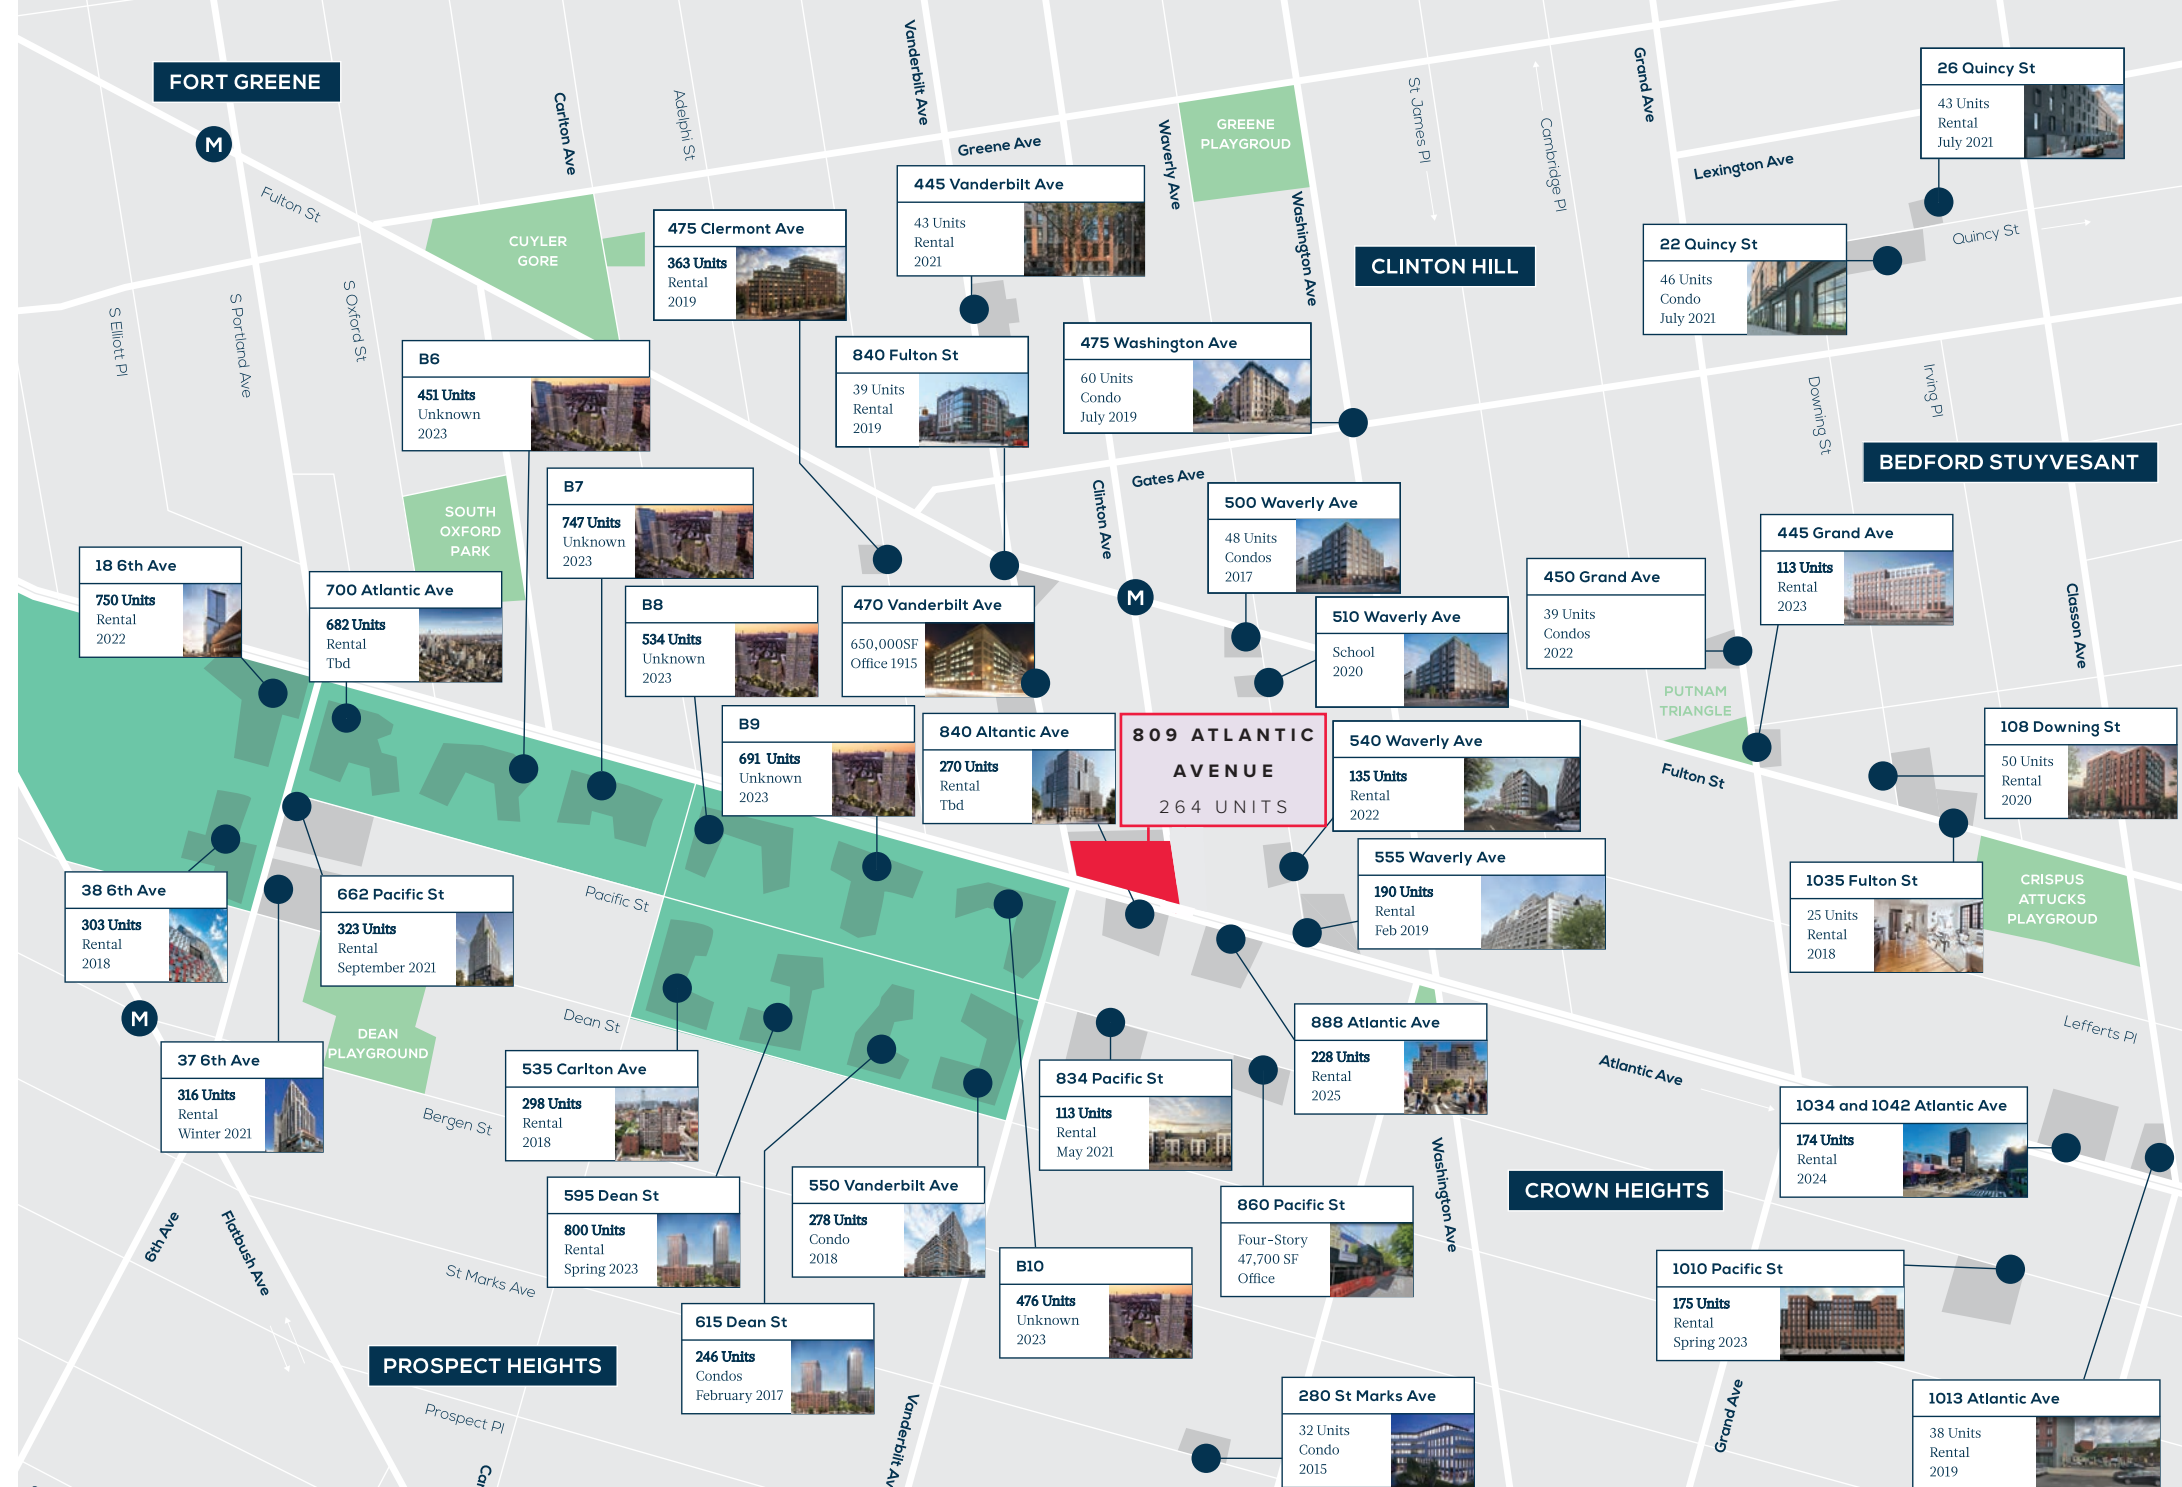 FORT GREENE
M
Fulton St
Carlton Ave
Adelphi St
Vanderbilt Ave
Greene Ave
Waverly Ave
GREENE
PLAYGROUD
Washington Ave
St James Pl
Cambridge Pl
Grand Ave
Lexington Ave
26 Quincy St
43 Units
Rental
July 2021
Quincy St
22 Quincy St
46 Units
Condo
July 2021
CLINTON HILL
CUYLER
GORE
475 Clermont Ave
363 Units
Rental
2019
445 Vanderbilt Ave
43 Units
Rental
2021
S Elliott Pl
S Portland Ave
S Oxford St
B6
451 Units
Unknown
2023
840 Fulton St
39 Units
Rental
2019
475 Washington Ave
60 Units
Condo
July 2019
Downing St
Irving Pl
BEDFORD STUYVESANT
Gates Ave
Clinton Ave
B7
747 Units
Unknown
2023
SOUTH
OXFORD
PARK
500 Waverly Ave
48 Units
Condos
2017
445 Grand Ave
113 Units
Rental
2023
450 Grand Ave
39 Units
Condos
2022
Classon Ave
18 6th Ave
750 Units
Rental
2022
700 Atlantic Ave
682 Units
Rental
Tbd
B8
534 Units
Unknown
2023
470 Vanderbilt Ave
650,000SF
Office 1915
M
510 Waverly Ave
School
2020
PUTNAM
TRIANGLE
B9
691 Units
Unknown
2023
840 Altantic Ave
270 Units
Rental
Tbd
809 ATLANTIC
AVENUE
264 UNITS
540 Waverly Ave
135 Units
Rental
2022
Fulton St
108 Downing St
50 Units
Rental
2020
555 Waverly Ave
190 Units
Rental
Feb 2019
1035 Fulton St
25 Units
Rental
2018
CRISPUS
ATTUCKS
PLAYGROUD
38 6th Ave
303 Units
Rental
2018
662 Pacific St
323 Units
Rental
September 2021
Pacific St
Dean St
M
DEAN
PLAYGROUND
37 6th Ave
316 Units
Rental
Winter 2021
Bergen St
535 Carlton Ave
298 Units
Rental
2018
834 Pacific St
113 Units
Rental
May 2021
888 Atlantic Ave
228 Units
Rental
2025
Atlantic Ave
Lefferts Pl
1034 and 1042 Atlantic Ave
174 Units
Rental
2024
Washington Ave
CROWN HEIGHTS
595 Dean St
800 Units
Rental
Spring 2023
550 Vanderbilt Ave
278 Units
Condo
2018
860 Pacific St
Four-Story
47,700 SF
Office
6th Ave
Flatbush Ave
St Marks Ave
B10
476 Units
Unknown
2023
1010 Pacific St
175 Units
Rental
Spring 2023
615 Dean St
246 Units
Condos
February 2017
PROSPECT HEIGHTS
Prospect Pl
Car
Vanderbilt Av
280 St Marks Ave
32 Units
Condo
2015
Grand Ave
1013 Atlantic Ave
38 Units
Rental
2019